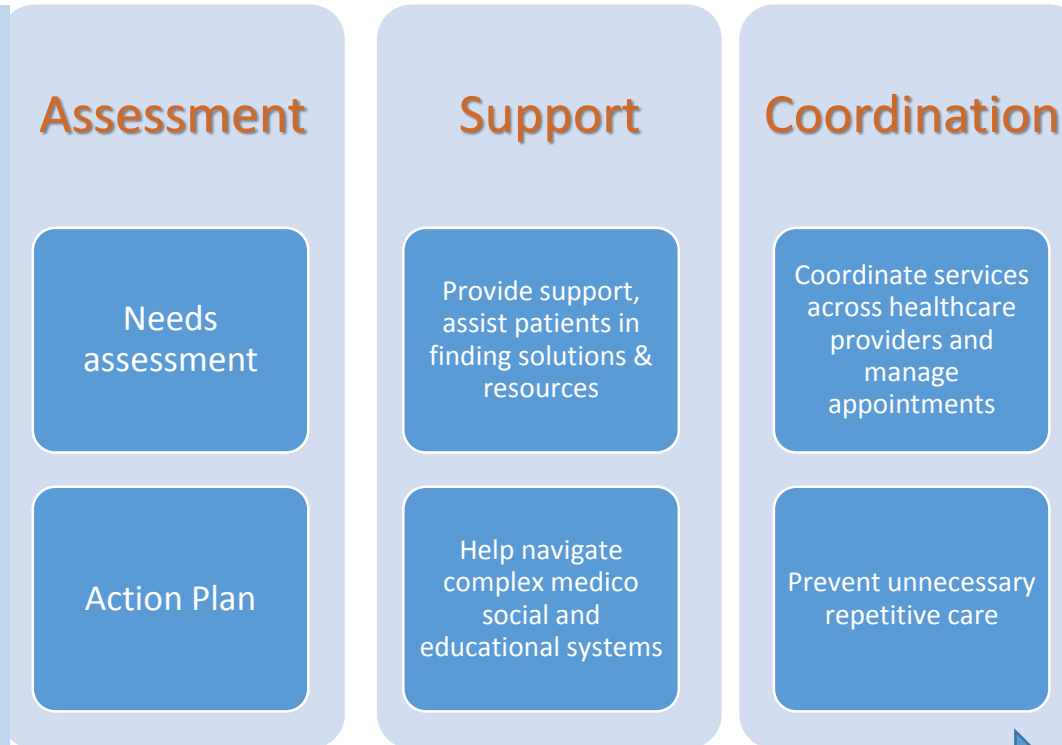 Assessment
Needs
assessment
Action Plan
Support
Provide support,
assist patients in
finding solutions &
resources
Help navigate
complex medico
social and
educational systems
Coordination
Coordinate services
across healthcare
providers and
manage
appointments
Prevent unnecessary
repetitive care